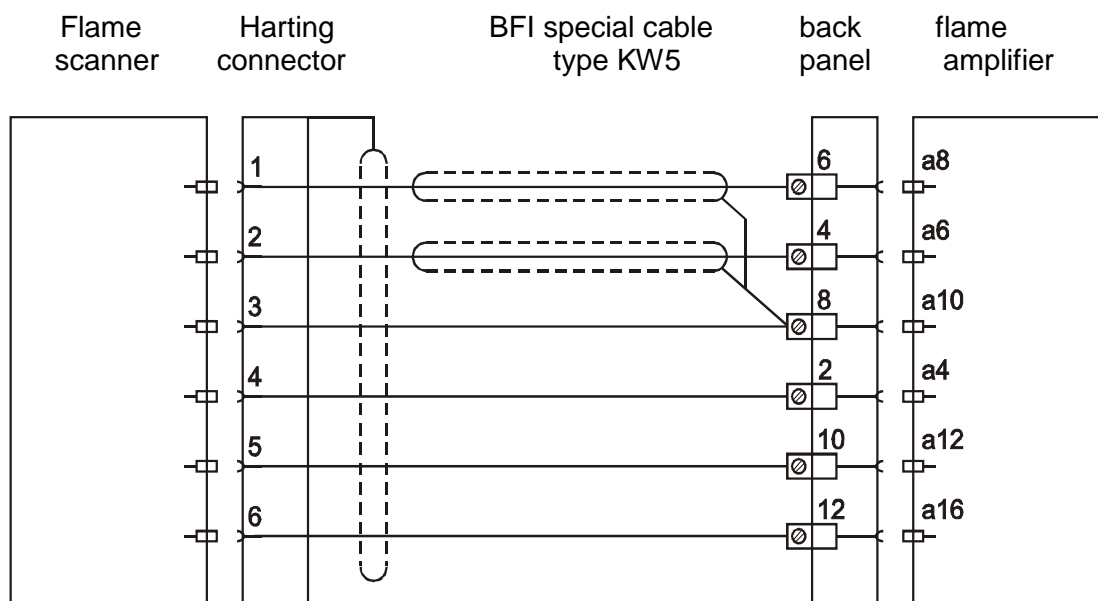 Flame scanner
Harting connector
BFI special cable type KW5
back panel
flame amplifier
1 6 a8
2 4 a6
3 8 a10
4 2 a4
5 10 a12
6 12 a16